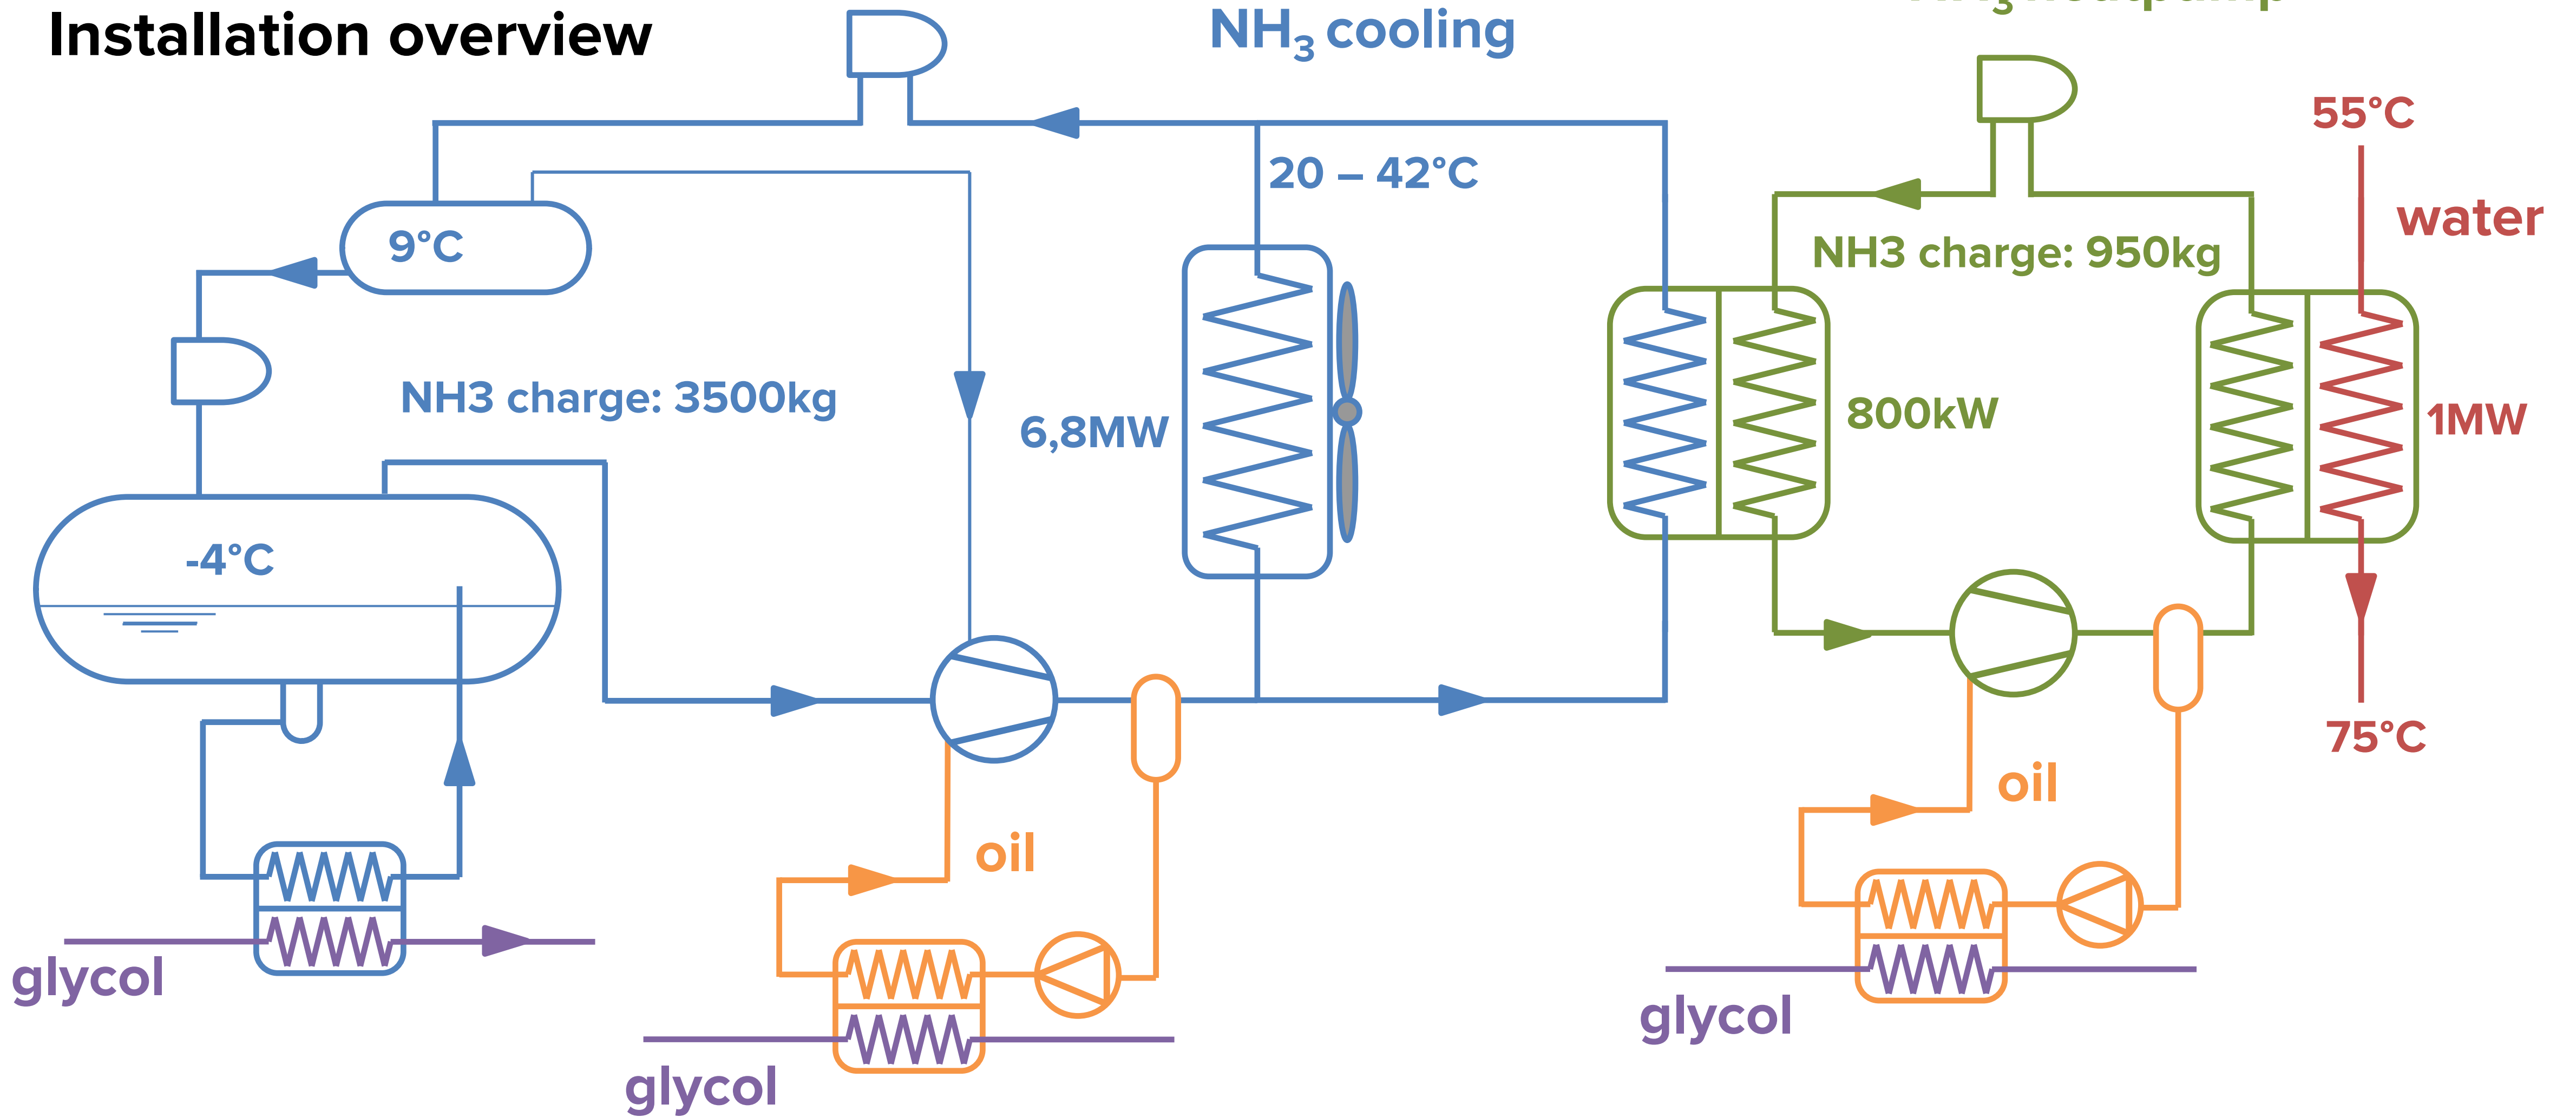 Installation overview
NH₃ cooling
55°C
20 – 42°C
water
9°C
NH3 charge: 950kg
NH3 charge: 3500kg
6,8MW
800kW
1MW
-4°C
75°C
oil
oil
glycol
glycol
glycol